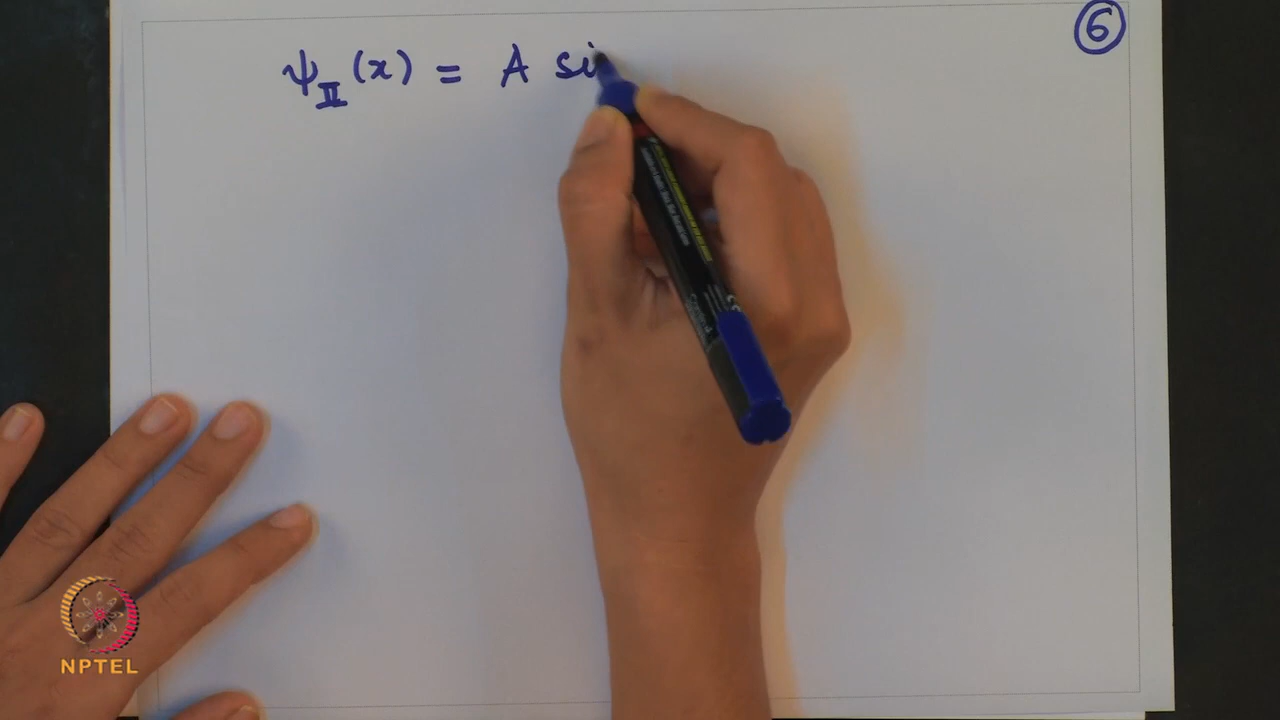 6
ψ_II (x) = A si
NPTEL